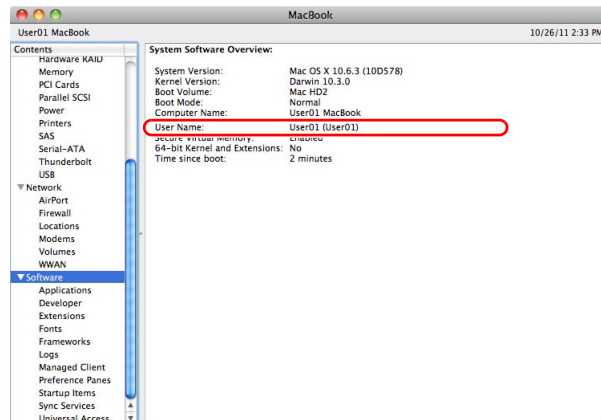 MacBook
User01 MacBook
10/26/11 2:33 PM
Contents
Hardware RAID
Memory
PCI Cards
Parallel SCSI
Power
Printers
SAS
Serial-ATA
Thunderbolt
USB
Network
AirPort
Firewall
Locations
Modems
Volumes
WWAN
Software
Applications
Developer
Extensions
Fonts
Frameworks
Logs
Managed Client
Preference Panes
Startup Items
Sync Services
Universal Access
System Software Overview:
System Version: Mac OS X 10.6.3 (10D578)
Kernel Version: Darwin 10.3.0
Boot Volume: Mac HD2
Boot Mode: Normal
Computer Name: User01 MacBook
User Name: User01 (User01)
Secure Virtual Memory: Enabled
64-bit Kernel and Extensions: No
Time since boot: 2 minutes